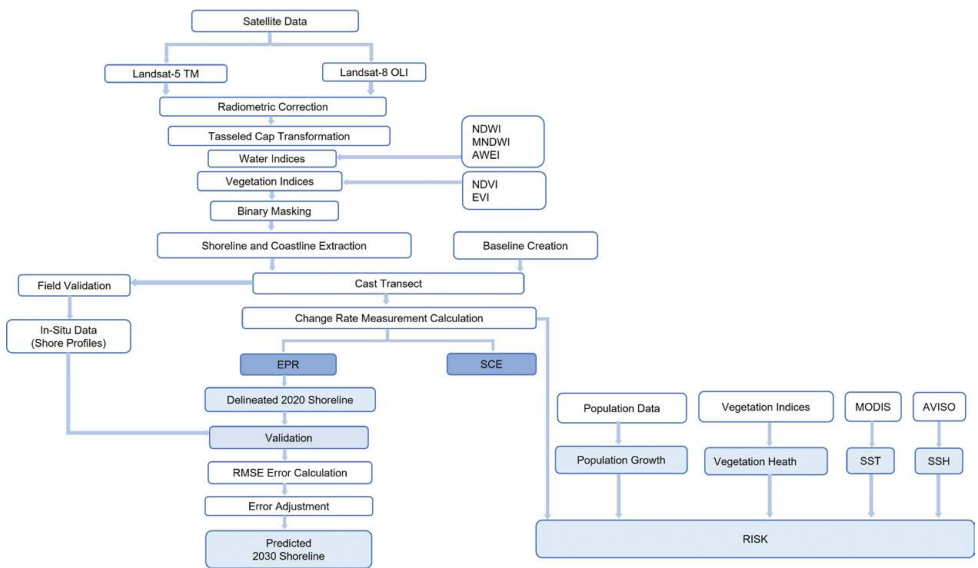 Satellite Data
Landsat-5 TM
Landsat-8 OLI
Radiometric Correction
Tasseled Cap Transformation
NDWI
MNDWI
AWEI
Water Indices
Vegetation Indices
NDVI
EVI
Binary Masking
Shoreline and Coastline Extraction
Baseline Creation
Field Validation
Cast Transect
In-Situ Data
(Shore Profiles)
Change Rate Measurement Calculation
EPR
SCE
Delineated 2020 Shoreline
Validation
RMSE Error Calculation
Error Adjustment
Predicted
2030 Shoreline
Population Data
Vegetation Indices
MODIS
AVISO
Population Growth
Vegetation Heath
SST
SSH
RISK